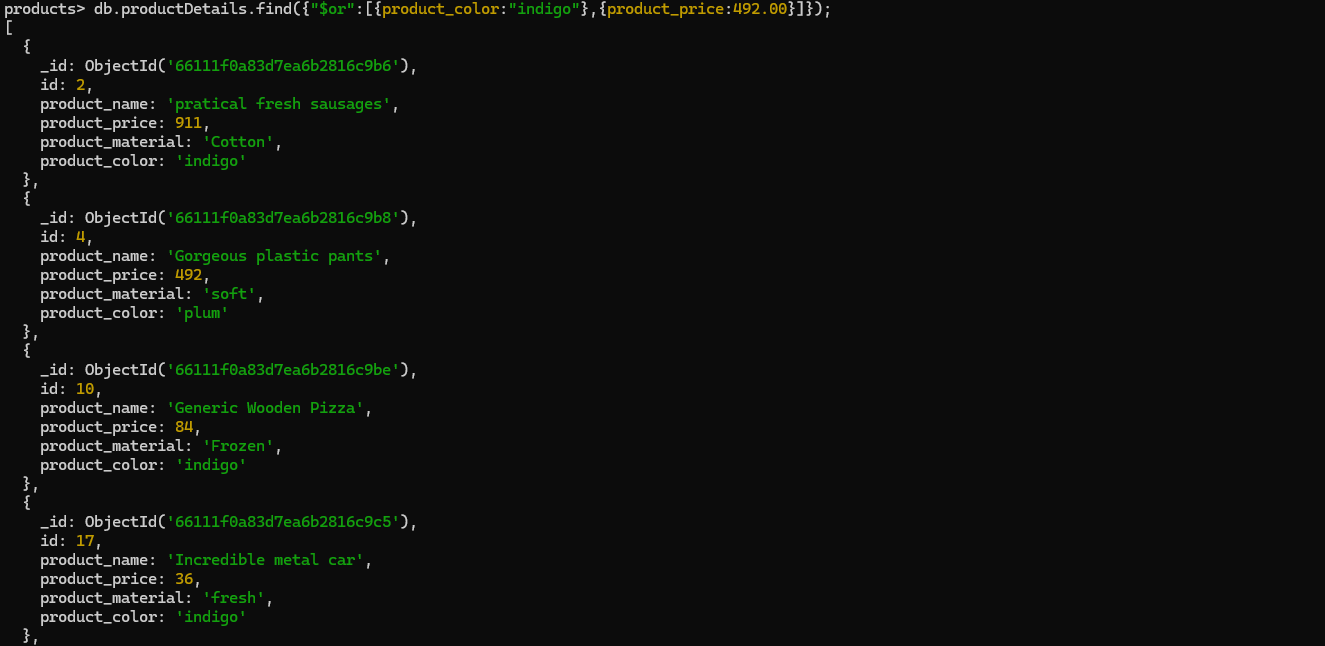 products> db.productDetails.find({"$or":[{product_color:"indigo"},{product_price:492.00}]});
[
  {
    _id: ObjectId('66111f0a83d7ea6b2816c9b6'),
    id: 2,
    product_name: 'pratical fresh sausages',
    product_price: 911,
    product_material: 'Cotton',
    product_color: 'indigo'
  },
  {
    _id: ObjectId('66111f0a83d7ea6b2816c9b8'),
    id: 4,
    product_name: 'Gorgeous plastic pants',
    product_price: 492,
    product_material: 'soft',
    product_color: 'plum'
  },
  {
    _id: ObjectId('66111f0a83d7ea6b2816c9be'),
    id: 10,
    product_name: 'Generic Wooden Pizza',
    product_price: 84,
    product_material: 'Frozen',
    product_color: 'indigo'
  },
  {
    _id: ObjectId('66111f0a83d7ea6b2816c9c5'),
    id: 17,
    product_name: 'Incredible metal car',
    product_price: 36,
    product_material: 'fresh',
    product_color: 'indigo'
  },